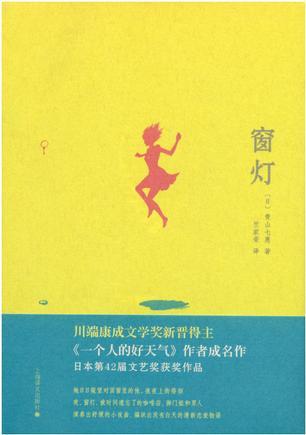 窗灯
〔日〕青山七惠 著
竺家荣 译
川端康成文学奖新晋得主
《一个人的好天气》作者成名作
日本第42届文艺奖获奖作品
上海译文出版社